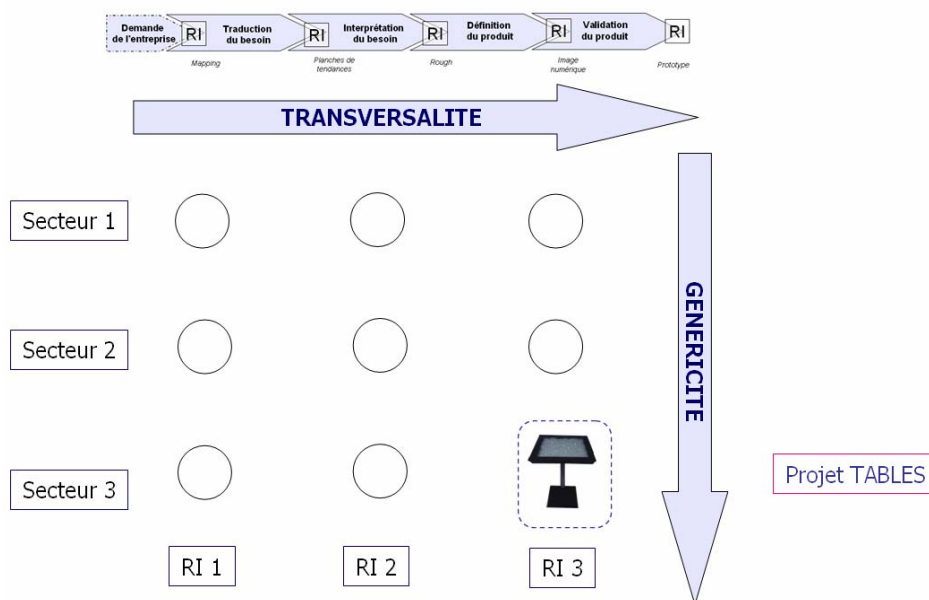 Demande
de l'entreprise
RI
Traduction
du besoin
RI
Interprétation
du besoin
RI
Définition
du produit
RI
Validation
du produit
RI
Mapping
Planches de
tendances
Rough
Image
numérique
Prototype
TRANSVERSALITE
GENERICITE
Secteur 1
Secteur 2
Secteur 3
Projet TABLES
RI 1
RI 2
RI 3